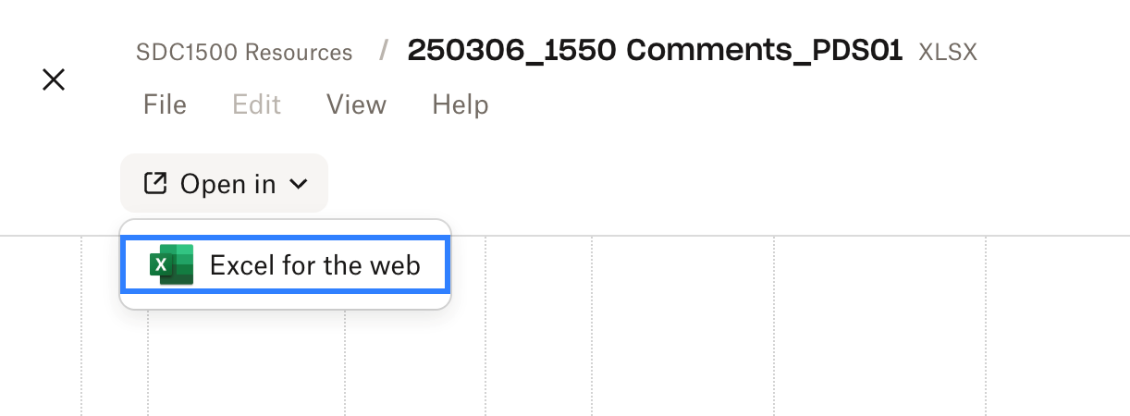 SDC1500 Resources / 250306_1550 Comments_PDS01 XLSX
File Edit View Help
Open in
X Excel for the web